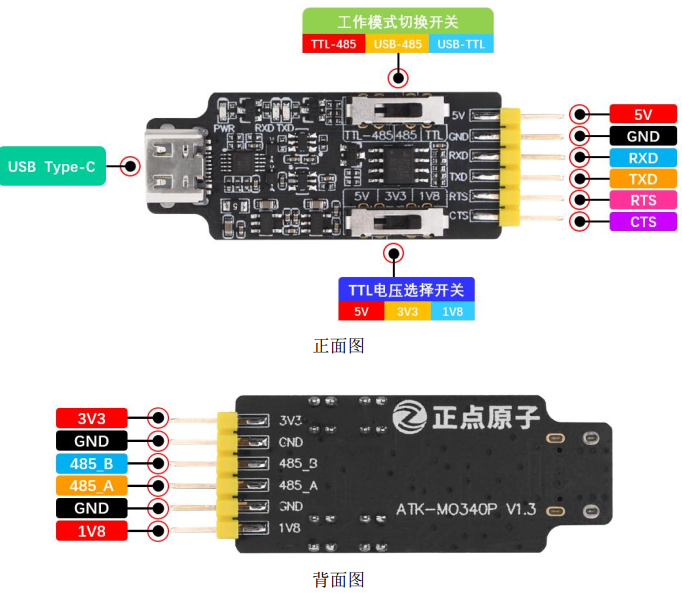 工作模式切换开关
TTL-485 USB-485 USB-TTL
PWR RXD TXD
TTL-485 485 TTL
5V 3V3 1V8
5V
GND
RXD
TXD
RTS
CTS
USB Type-C
5V
GND
RXD
TXD
RTS
CTS
TTL电压选择开关
5V 3V3 1V8
正面图
3V3
GND
485_B
485_A
GND
1V8
3V3
GND
485_B
485_A
GND
1V8
正点原子
ATK-MO340P V1.3
背面图